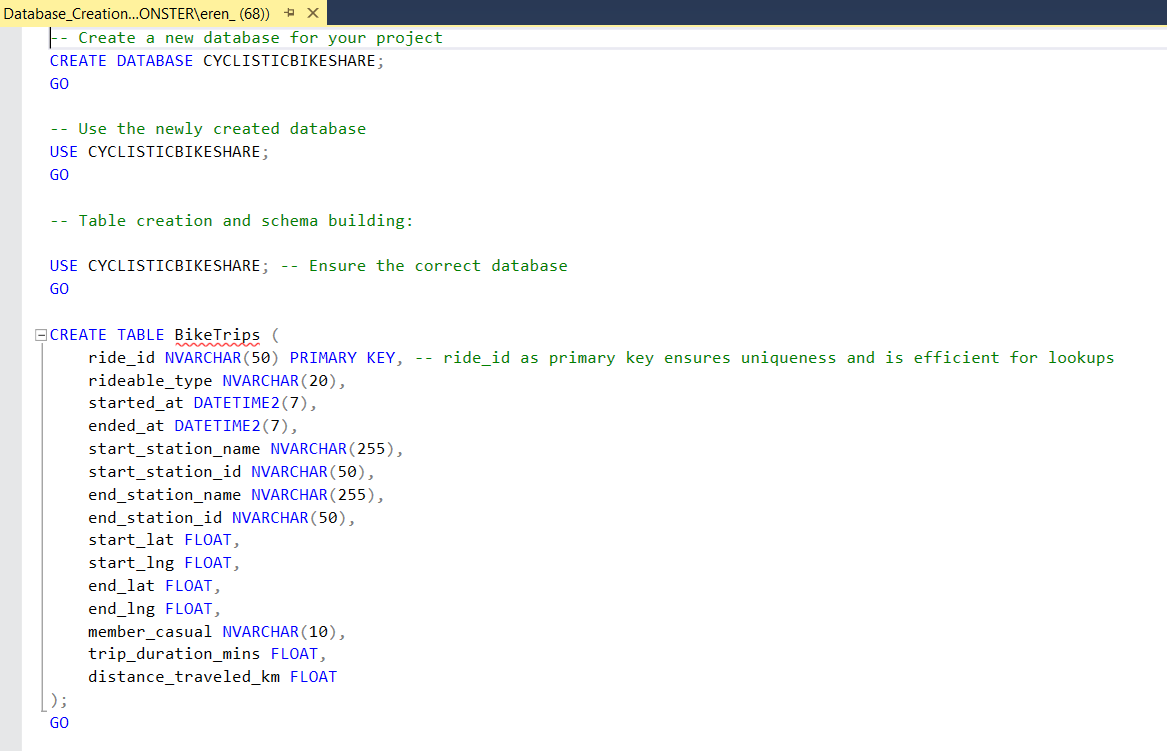 Database_Creation...ONSTER\eren_ (68))
-- Create a new database for your project
CREATE DATABASE CYCLISTICBIKESHARE;
GO
-- Use the newly created database
USE CYCLISTICBIKESHARE;
GO
-- Table creation and schema building:
USE CYCLISTICBIKESHARE; -- Ensure the correct database
GO
CREATE TABLE BikeTrips (
    ride_id NVARCHAR(50) PRIMARY KEY, -- ride_id as primary key ensures uniqueness and is efficient for lookups
    rideable_type NVARCHAR(20),
    started_at DATETIME2(7),
    ended_at DATETIME2(7),
    start_station_name NVARCHAR(255),
    start_station_id NVARCHAR(50),
    end_station_name NVARCHAR(255),
    end_station_id NVARCHAR(50),
    start_lat FLOAT,
    start_lng FLOAT,
    end_lat FLOAT,
    end_lng FLOAT,
    member_casual NVARCHAR(10),
    trip_duration_mins FLOAT,
    distance_traveled_km FLOAT
);
GO